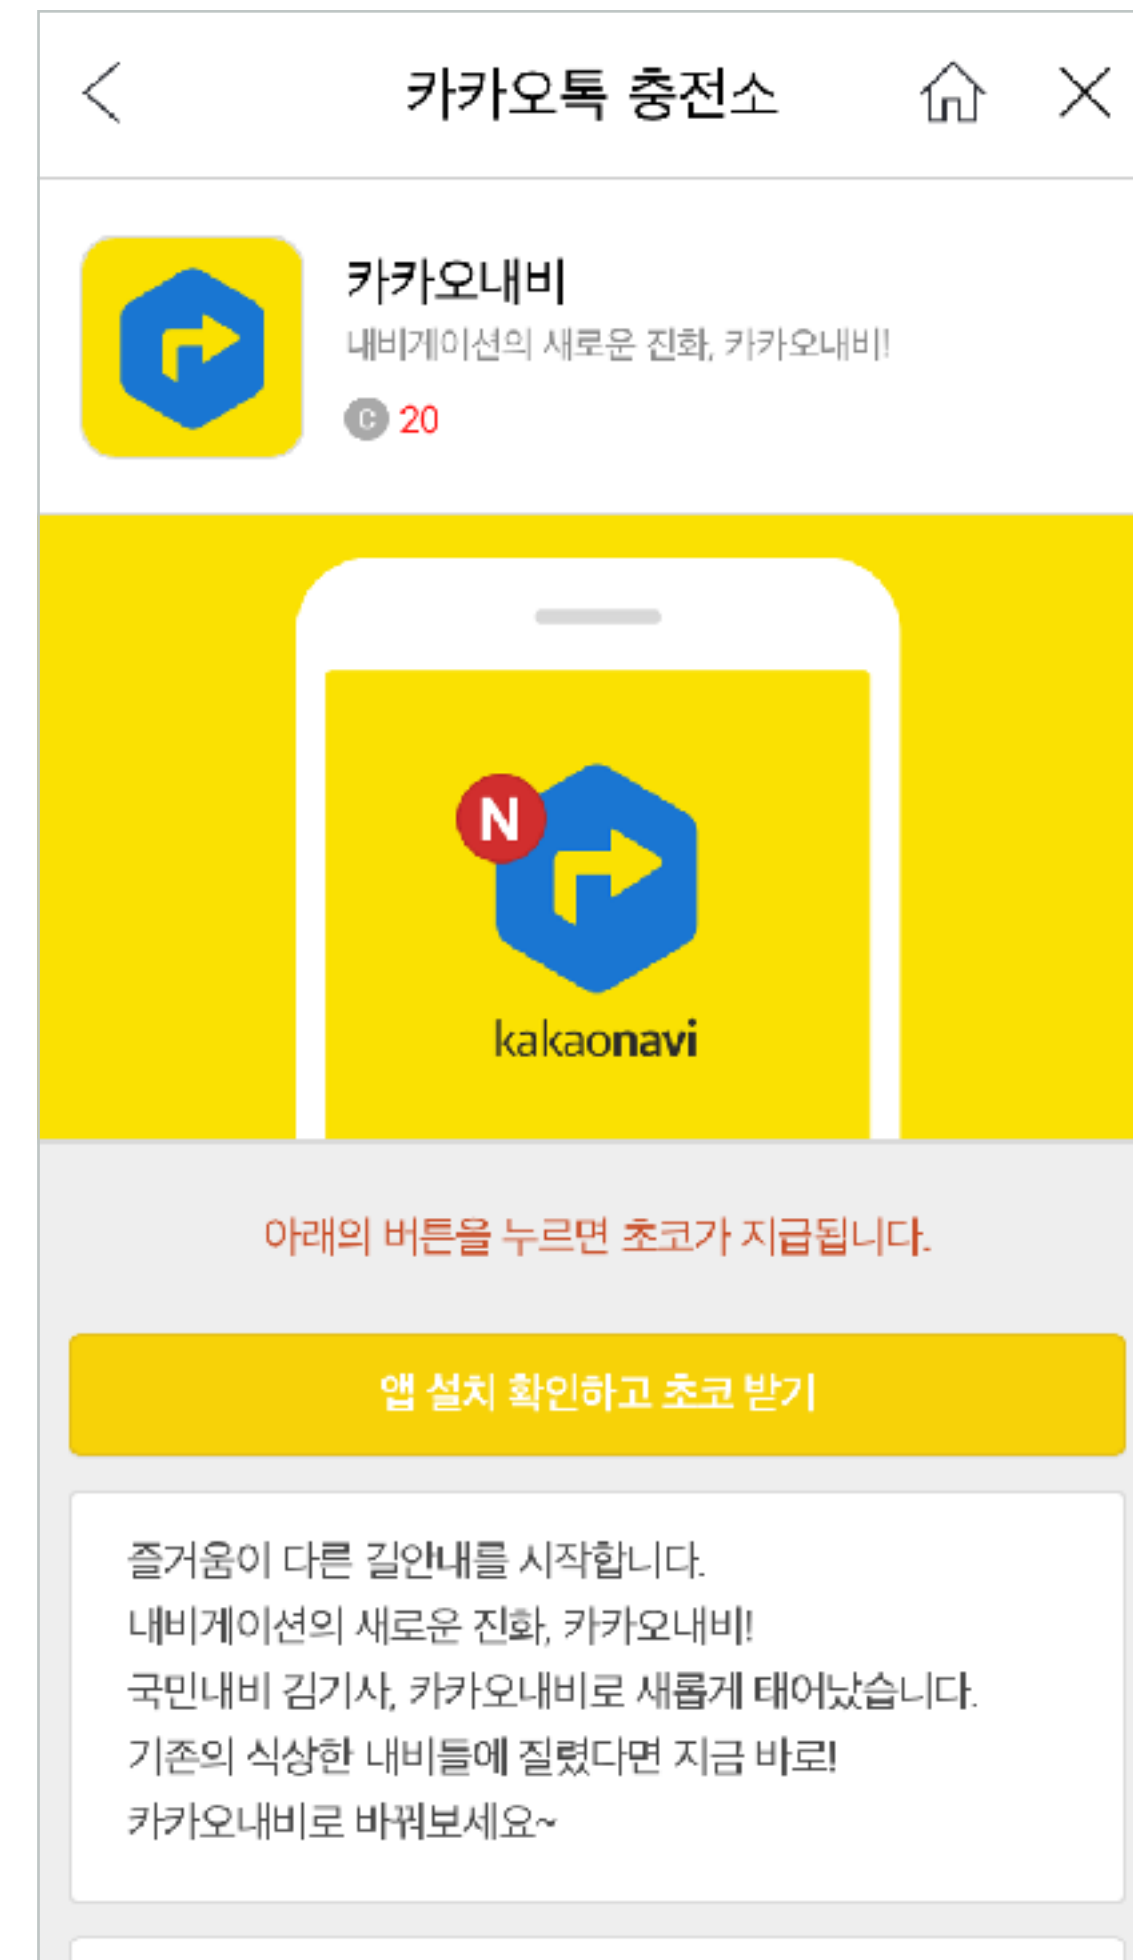 카카오톡 충전소
카카오내비
내비게이션의 새로운 진화, 카카오내비!
C 20
N
kakaonavi
아래의 버튼을 누르면 초코가 지급됩니다.
앱 설치 확인하고 초코 받기
즐거움이 다른 길안내를 시작합니다.
내비게이션의 새로운 진화, 카카오내비!
국민내비 김기사, 카카오내비로 새롭게 태어났습니다.
기존의 식상한 내비들에 질렸다면 지금 바로!
카카오내비로 바꿔보세요~